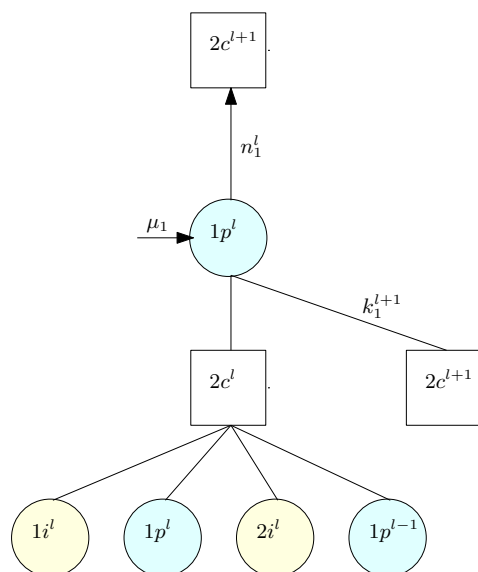 2c^{l+1}.
n_1^l
μ_1
1p^l
k_1^{l+1}
2c^l . 2c^{l+1}
1i^l 1p^l 2i^l 1p^{l-1}